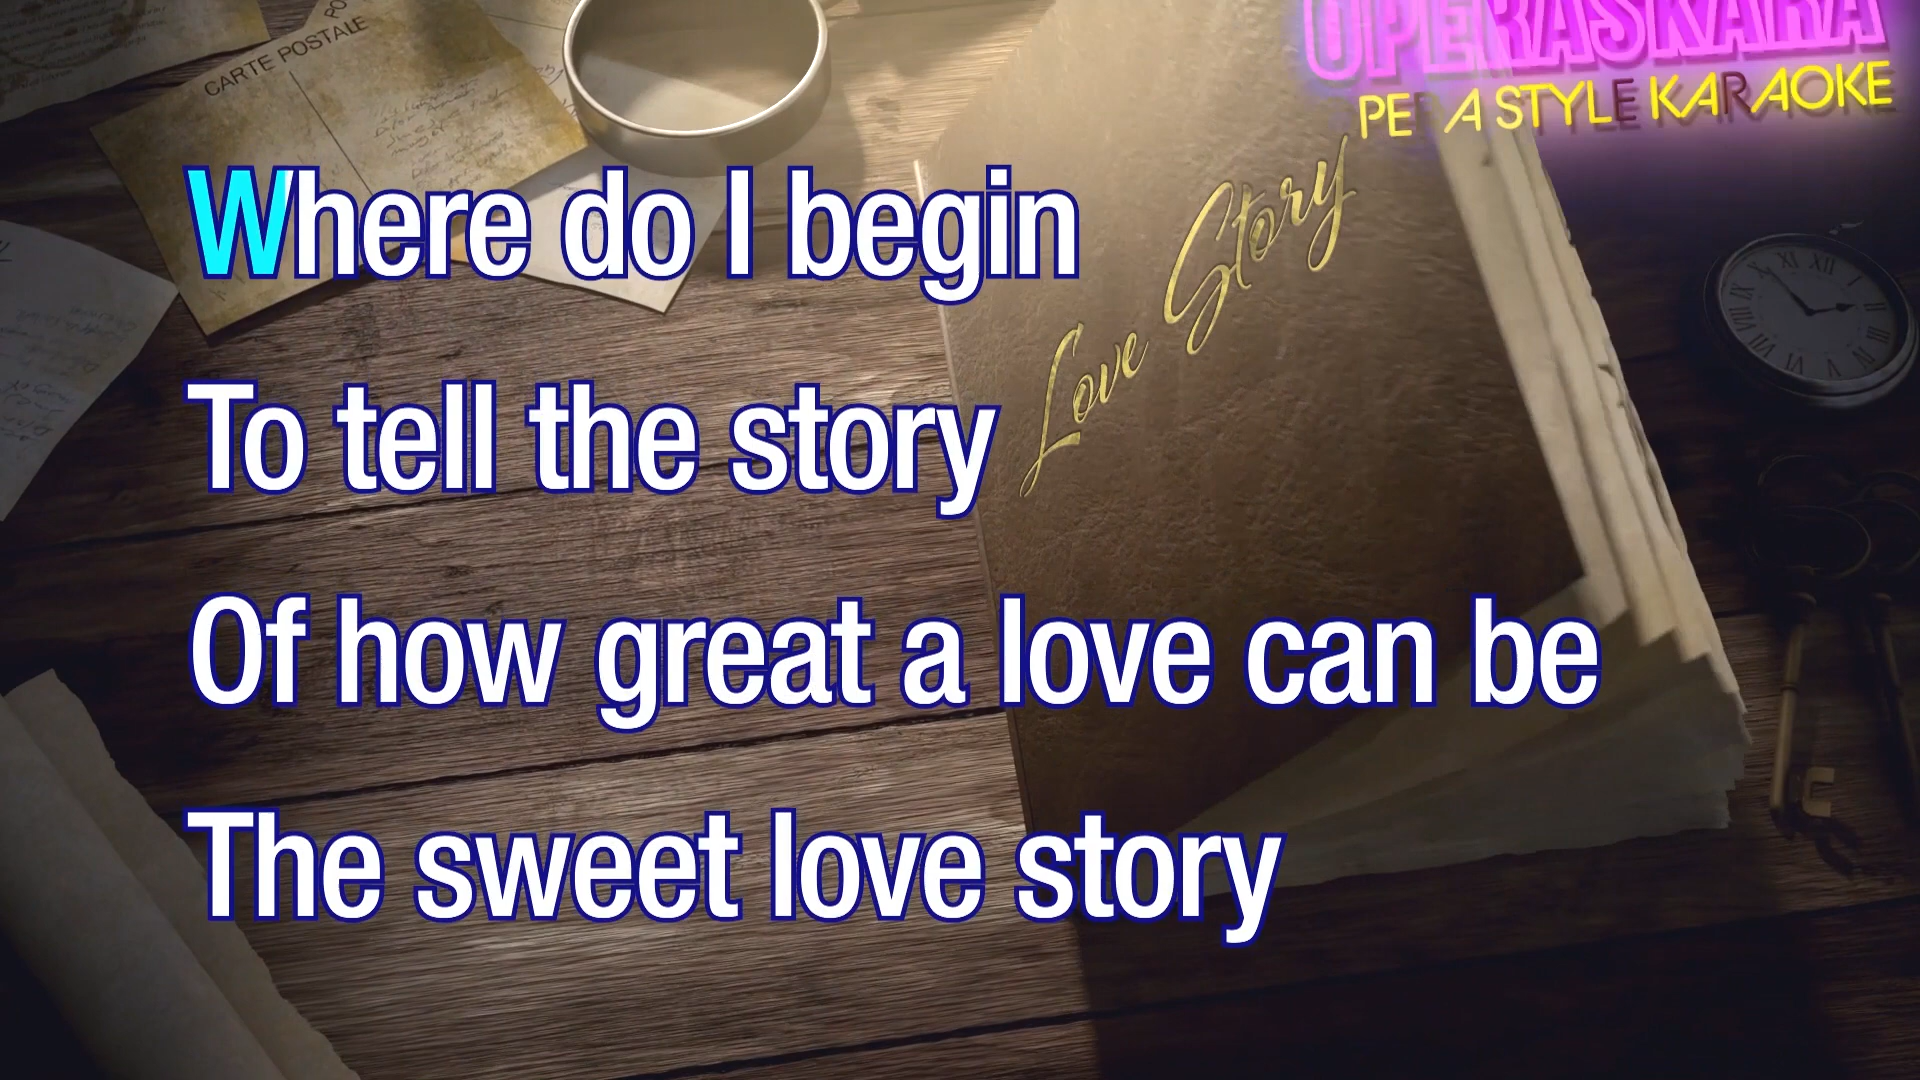 CARTE POSTALE
OPERASKARA
PE A STYLE KARAOKE
Where do I begin
Love Story
To tell the story
Of how great a love can be
The sweet love story